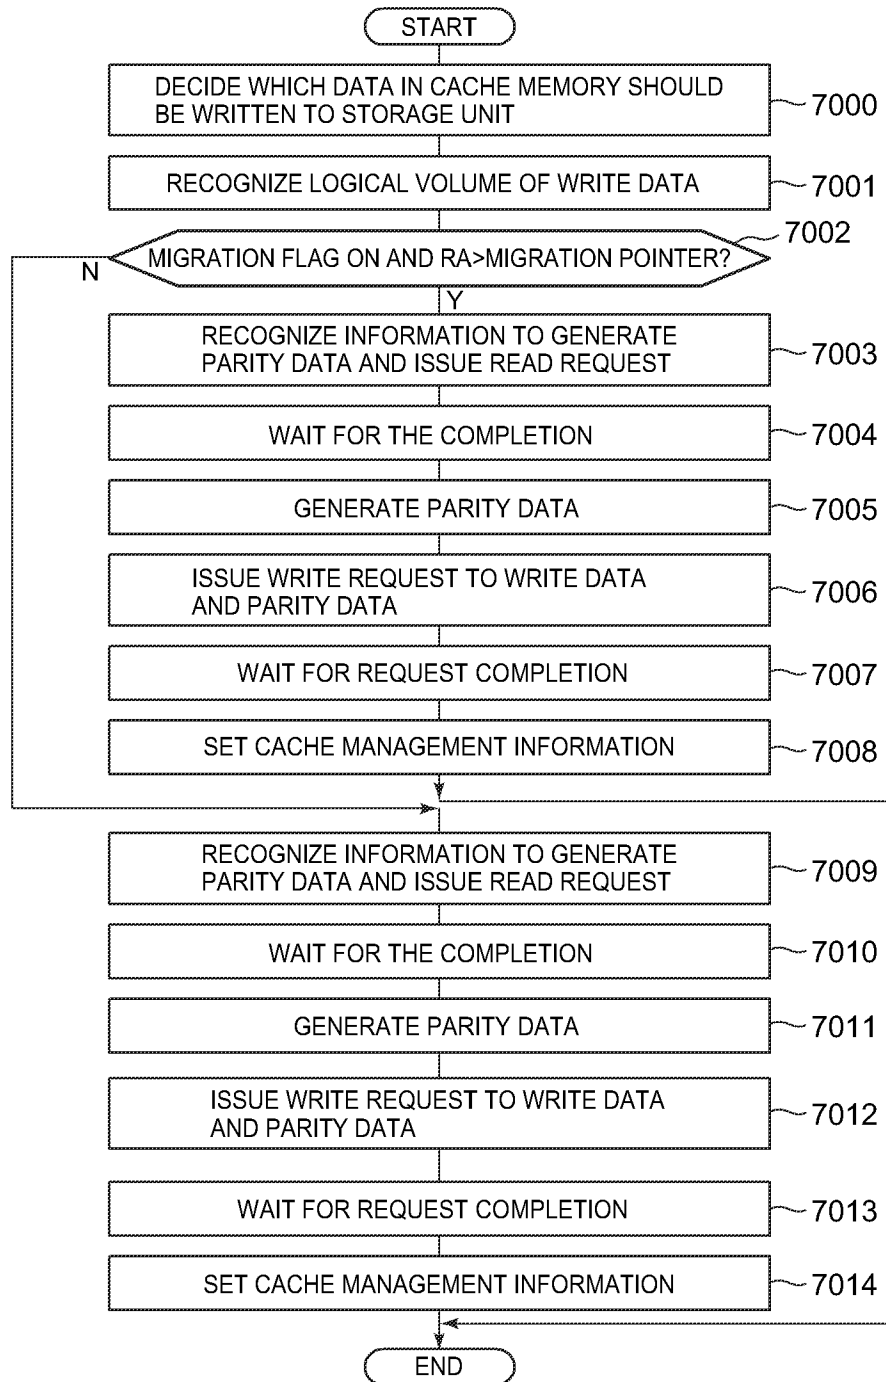 START
DECIDE WHICH DATA IN CACHE MEMORY SHOULD
BE WRITTEN TO STORAGE UNIT
7000
RECOGNIZE LOGICAL VOLUME OF WRITE DATA
7001
7002
MIGRATION FLAG ON AND RA>MIGRATION POINTER?
N
Y
RECOGNIZE INFORMATION TO GENERATE
PARITY DATA AND ISSUE READ REQUEST
7003
WAIT FOR THE COMPLETION
7004
GENERATE PARITY DATA
7005
ISSUE WRITE REQUEST TO WRITE DATA
AND PARITY DATA
7006
WAIT FOR REQUEST COMPLETION
7007
SET CACHE MANAGEMENT INFORMATION
7008
RECOGNIZE INFORMATION TO GENERATE
PARITY DATA AND ISSUE READ REQUEST
7009
WAIT FOR THE COMPLETION
7010
GENERATE PARITY DATA
7011
ISSUE WRITE REQUEST TO WRITE DATA
AND PARITY DATA
7012
WAIT FOR REQUEST COMPLETION
7013
SET CACHE MANAGEMENT INFORMATION
7014
END